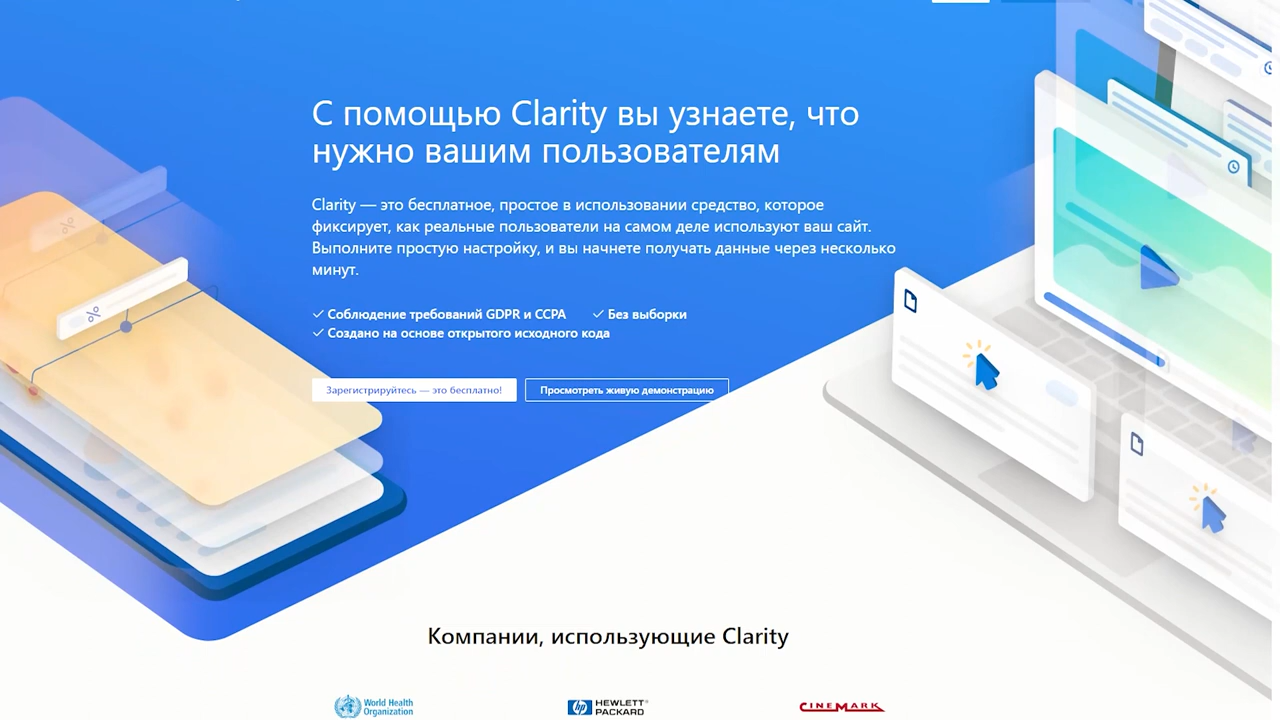 С помощью Clarity вы узнаете, что
нужно вашим пользователям
Clarity — это бесплатное, простое в использовании средство, которое
фиксирует, как реальные пользователи на самом деле используют ваш сайт.
Выполните простую настройку, и вы начнете получать данные через несколько
минут.
Соблюдение требований GDPR и CCPA
Без выборки
Создано на основе открытого исходного кода
Зарегистрируйтесь — это бесплатно!
Просмотреть живую демонстрацию
%
%
Компании, использующие Clarity
World Health
Organization
hp
HEWLETT®
PACKARD
CINEMARK